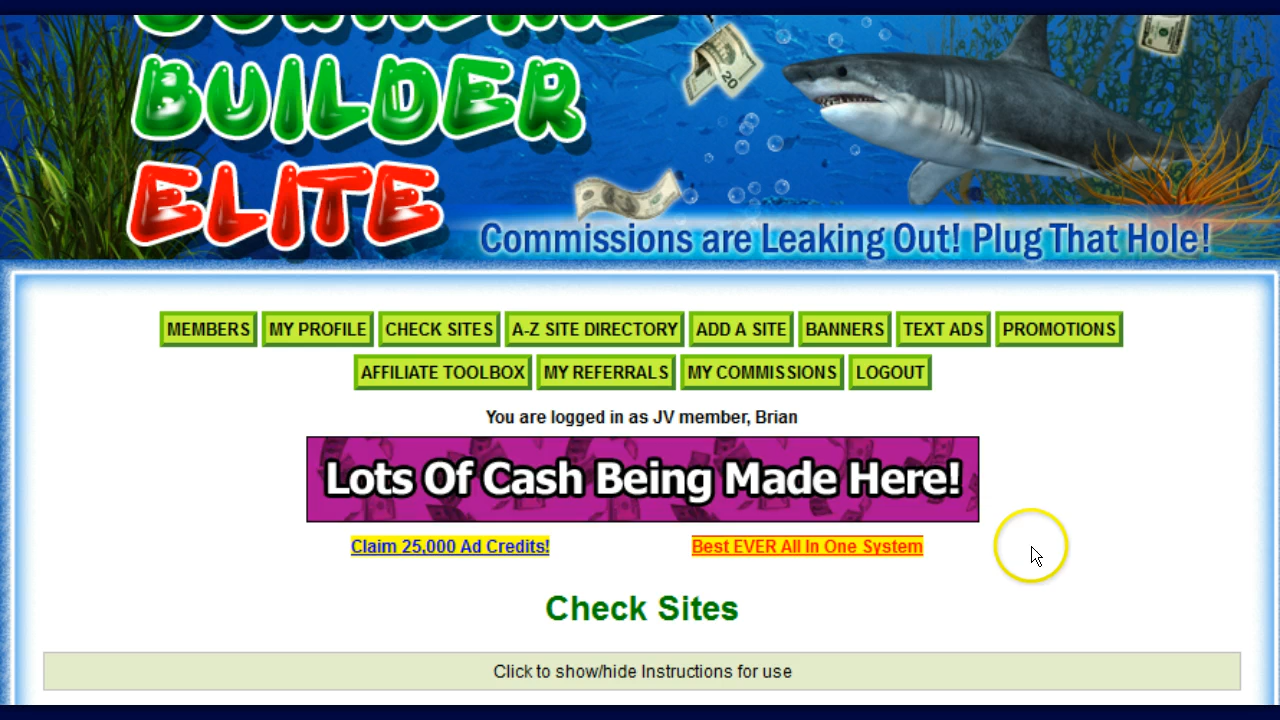 BUILDER
ELITE
20
Commissions are Leaking Out! Plug That Hole!
MEMBERS MY PROFILE CHECK SITES A-Z SITE DIRECTORY ADD A SITE BANNERS TEXT ADS PROMOTIONS
AFFILIATE TOOLBOX MY REFERRALS MY COMMISSIONS LOGOUT
You are logged in as JV member, Brian
Lots Of Cash Being Made Here!
Claim 25,000 Ad Credits! Best EVER All In One System
Check Sites
Click to show/hide Instructions for use